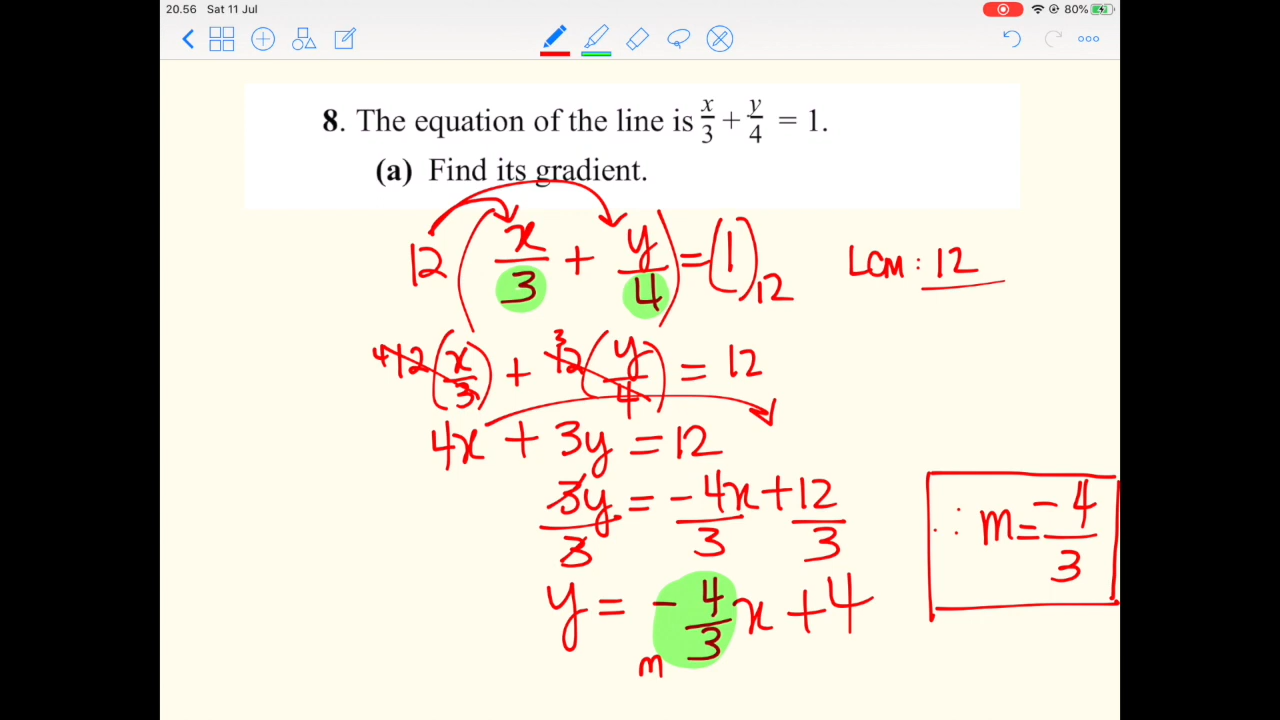 20.56 Sat 11 Jul 80%
8. The equation of the line is x/3 + y/4 = 1.
(a) Find its gradient.
12 ( x/3 + y/4 ) = (1)12 LCM : 12
4 12 (x/3) + 3 12 (y/4) = 12
4x + 3y = 12
3y/3 = -4x/3 + 12/3
∴ m = -4/3
y = - 4/3 x + 4
m